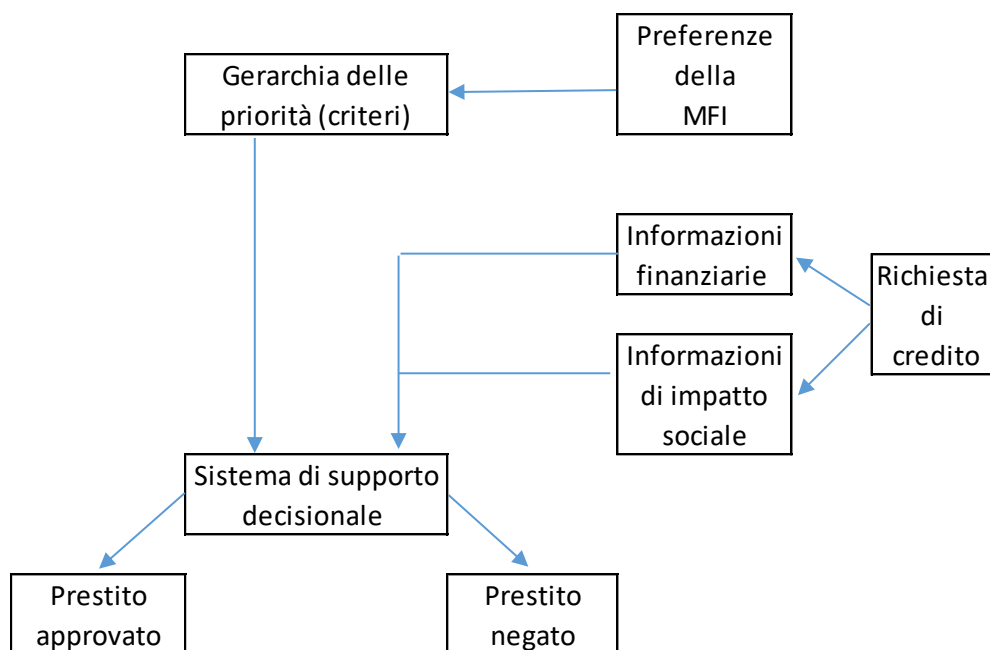 Preferenze
della
MFI
Gerarchia delle
priorità (criteri)
Informazioni
finanziarie
Richiesta
di
credito
Informazioni
di impatto
sociale
Sistema di supporto
decisionale
Prestito
approvato
Prestito
negato